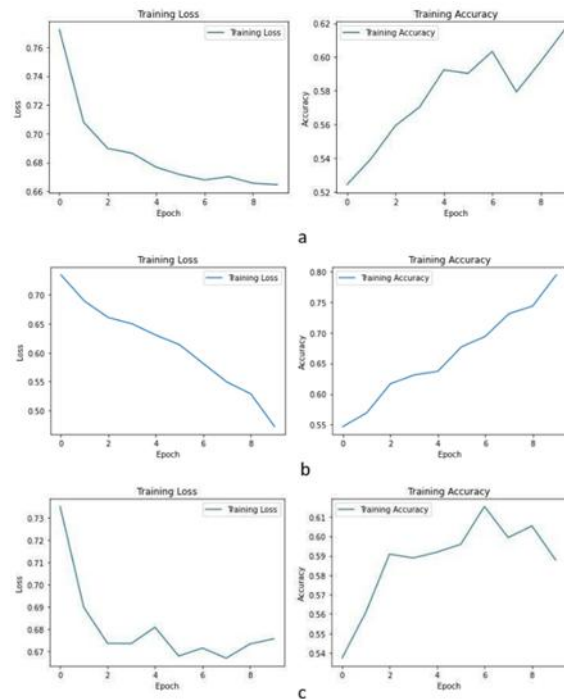 Training Loss
Training Loss
0.76
0.74
0.72
0.70
0.68
0.66
Loss
0 2 4 6 8
Epoch
Training Accuracy
Training Accuracy
0.62
0.60
0.58
0.56
0.54
0.52
Accuracy
0 2 4 6 8
Epoch
a
Training Loss
Training Loss
0.70
0.65
0.60
0.55
0.50
Loss
0 2 4 6 8
Epoch
Training Accuracy
Training Accuracy
0.80
0.75
0.70
0.65
0.60
0.55
Accuracy
0 2 4 6 8
Epoch
b
Training Loss
Training Loss
0.73
0.72
0.71
0.70
0.69
0.68
0.67
Loss
0 2 4 6 8
Epoch
Training Accuracy
Training Accuracy
0.61
0.60
0.59
0.58
0.57
0.56
0.55
0.54
Accuracy
0 2 4 6 8
Epoch
c